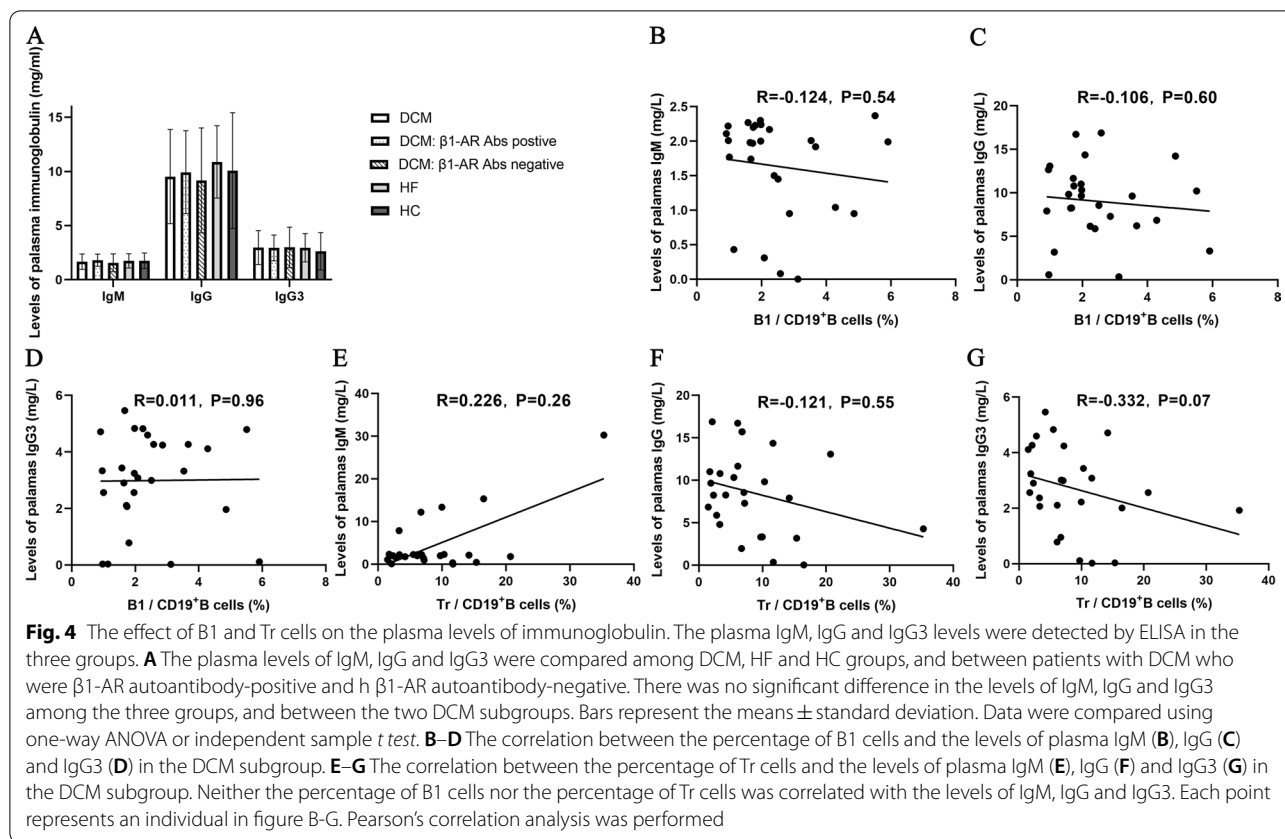 A
Levels of palasma immunoglobulin (mg/ml)
15
10
5
0
IgM
IgG
IgG3
DCM
DCM: β1-AR Abs postive
DCM: β1-AR Abs negative
HF
HC
B
R=-0.124, P=0.54
Levels of palamas IgM (mg/L)
2.5
2.0
1.5
1.0
0.5
0.0
0
2
4
6
8
B1 / CD19⁺B cells (%)
C
R=-0.106, P=0.60
Levels of palamas IgG (mg/L)
20
15
10
5
0
0
2
4
6
8
B1 / CD19⁺B cells (%)
D
R=0.011, P=0.96
Levels of palamas IgG3 (mg/L)
6
4
2
0
0
2
4
6
8
B1 / CD19⁺B cells (%)
E
R=0.226, P=0.26
Levels of palamas IgM (mg/L)
40
30
20
10
0
0
10
20
30
40
Tr / CD19⁺B cells (%)
F
R=-0.121, P=0.55
Levels of palamas IgG (mg/L)
20
15
10
5
0
0
10
20
30
40
Tr / CD19⁺B cells (%)
G
R=-0.332, P=0.07
Levels of palamas IgG3 (mg/L)
6
4
2
0
0
10
20
30
40
Tr / CD19⁺B cells (%)
Fig. 4 The effect of B1 and Tr cells on the plasma levels of immunoglobulin. The plasma IgM, IgG and IgG3 levels were detected by ELISA in the
three groups. A The plasma levels of IgM, IgG and IgG3 were compared among DCM, HF and HC groups, and between patients with DCM who
were β1-AR autoantibody-positive and h β1-AR autoantibody-negative. There was no significant difference in the levels of IgM, IgG and IgG3
among the three groups, and between the two DCM subgroups. Bars represent the means ± standard deviation. Data were compared using
one-way ANOVA or independent sample t test. B–D The correlation between the percentage of B1 cells and the levels of plasma IgM (B), IgG (C)
and IgG3 (D) in the DCM subgroup. E–G The correlation between the percentage of Tr cells and the levels of plasma IgM (E), IgG (F) and IgG3 (G) in
the DCM subgroup. Neither the percentage of B1 cells nor the percentage of Tr cells was correlated with the levels of IgM, IgG and IgG3. Each point
represents an individual in figure B-G. Pearson's correlation analysis was performed